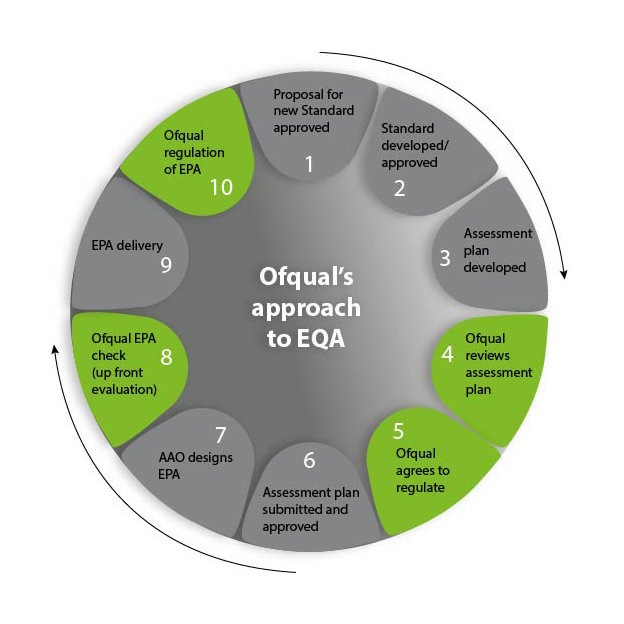 Proposal for
new Standard
approved
1
Standard
developed/
approved
2
Assessment
plan
developed
3
Ofqual
reviews
assessment
plan
4
5
Ofqual
agrees to
regulate
6
Assessment plan
submitted and
approved
7
AAO designs
EPA
Ofqual EPA
check
(up front
evaluation)
8
EPA delivery
9
Ofqual
regulation
of EPA
10
Ofqual’s
approach
to EQA